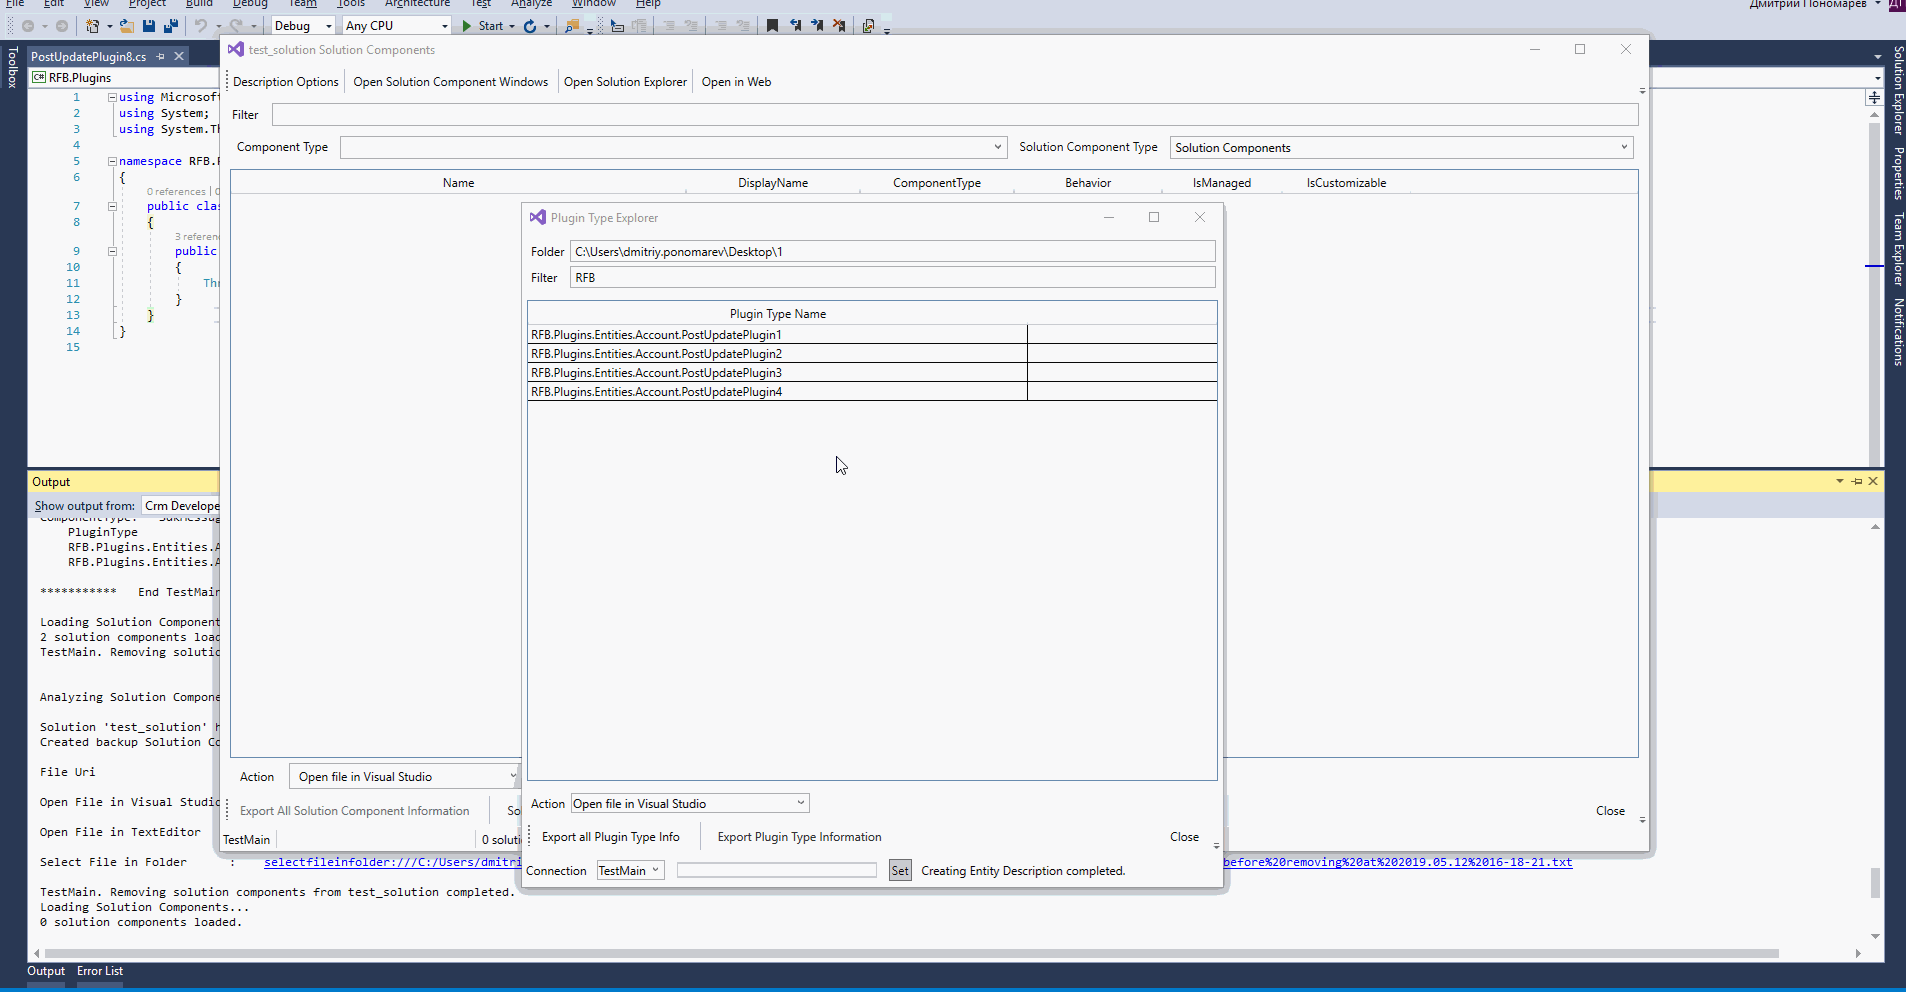 File Edit View Project Build Debug Team Tools Architecture Test Analyze Window Help
Дмитрий Пономарев ДП
Debug Any CPU Start
Toolbox
PostUpdatePlugin8.cs
RFB.Plugins
1 using Microsoft
2 using System;
3 using System.Th
4
5 namespace RFB.P
6 {
0 references |
7 public clas
8 {
3 referen
9 public
10 {
11 Thr
12 }
13 }
14 }
15
test_solution Solution Components
Description Options Open Solution Component Windows Open Solution Explorer Open in Web
Filter
Component Type Solution Component Type Solution Components
Name DisplayName ComponentType Behavior IsManaged IsCustomizable
Plugin Type Explorer
Folder C:\Users\dmitriy.ponomarev\Desktop\1
Filter RFB
Plugin Type Name
RFB.Plugins.Entities.Account.PostUpdatePlugin1
RFB.Plugins.Entities.Account.PostUpdatePlugin2
RFB.Plugins.Entities.Account.PostUpdatePlugin3
RFB.Plugins.Entities.Account.PostUpdatePlugin4
Action Open file in Visual Studio
Export all Plugin Type Info Export Plugin Type Information Close
Connection TestMain Set Creating Entity Description completed.
Action Open file in Visual Studio
Export All Solution Component Information So Close
TestMain 0 soluti
Solution Explorer
Properties
Team Explorer
Notifications
Output
Show output from: Crm Develope
ComponentType: SdkMessag
PluginType
RFB.Plugins.Entities.A
RFB.Plugins.Entities.A
*********** End TestMain
Loading Solution Component
2 solution components load
TestMain. Removing solutio
Analyzing Solution Compone
Solution 'test_solution' h
Created backup Solution Co
File Uri
Open File in Visual Studio
Open File in TextEditor
Select File in Folder : selectfileinfolder:///C:/Users/dmitri before%20removing%20at%202019.05.12%2016-18-21.txt
TestMain. Removing solution components from test_solution completed.
Loading Solution Components...
0 solution components loaded.
Output Error List